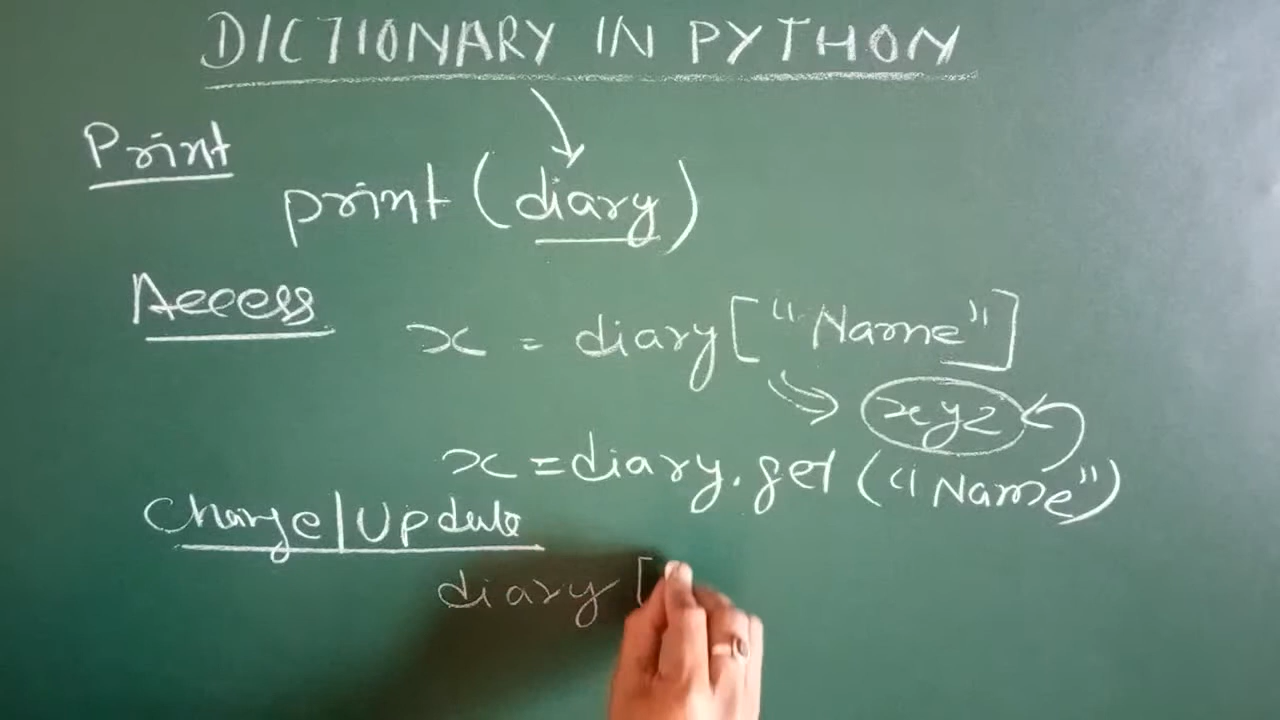 DICTIONARY IN PYTHON
Print
print (diary)
Access
x = diary["Name"]
xyz
x = diary.get ("Name")
Change/Update
diary [